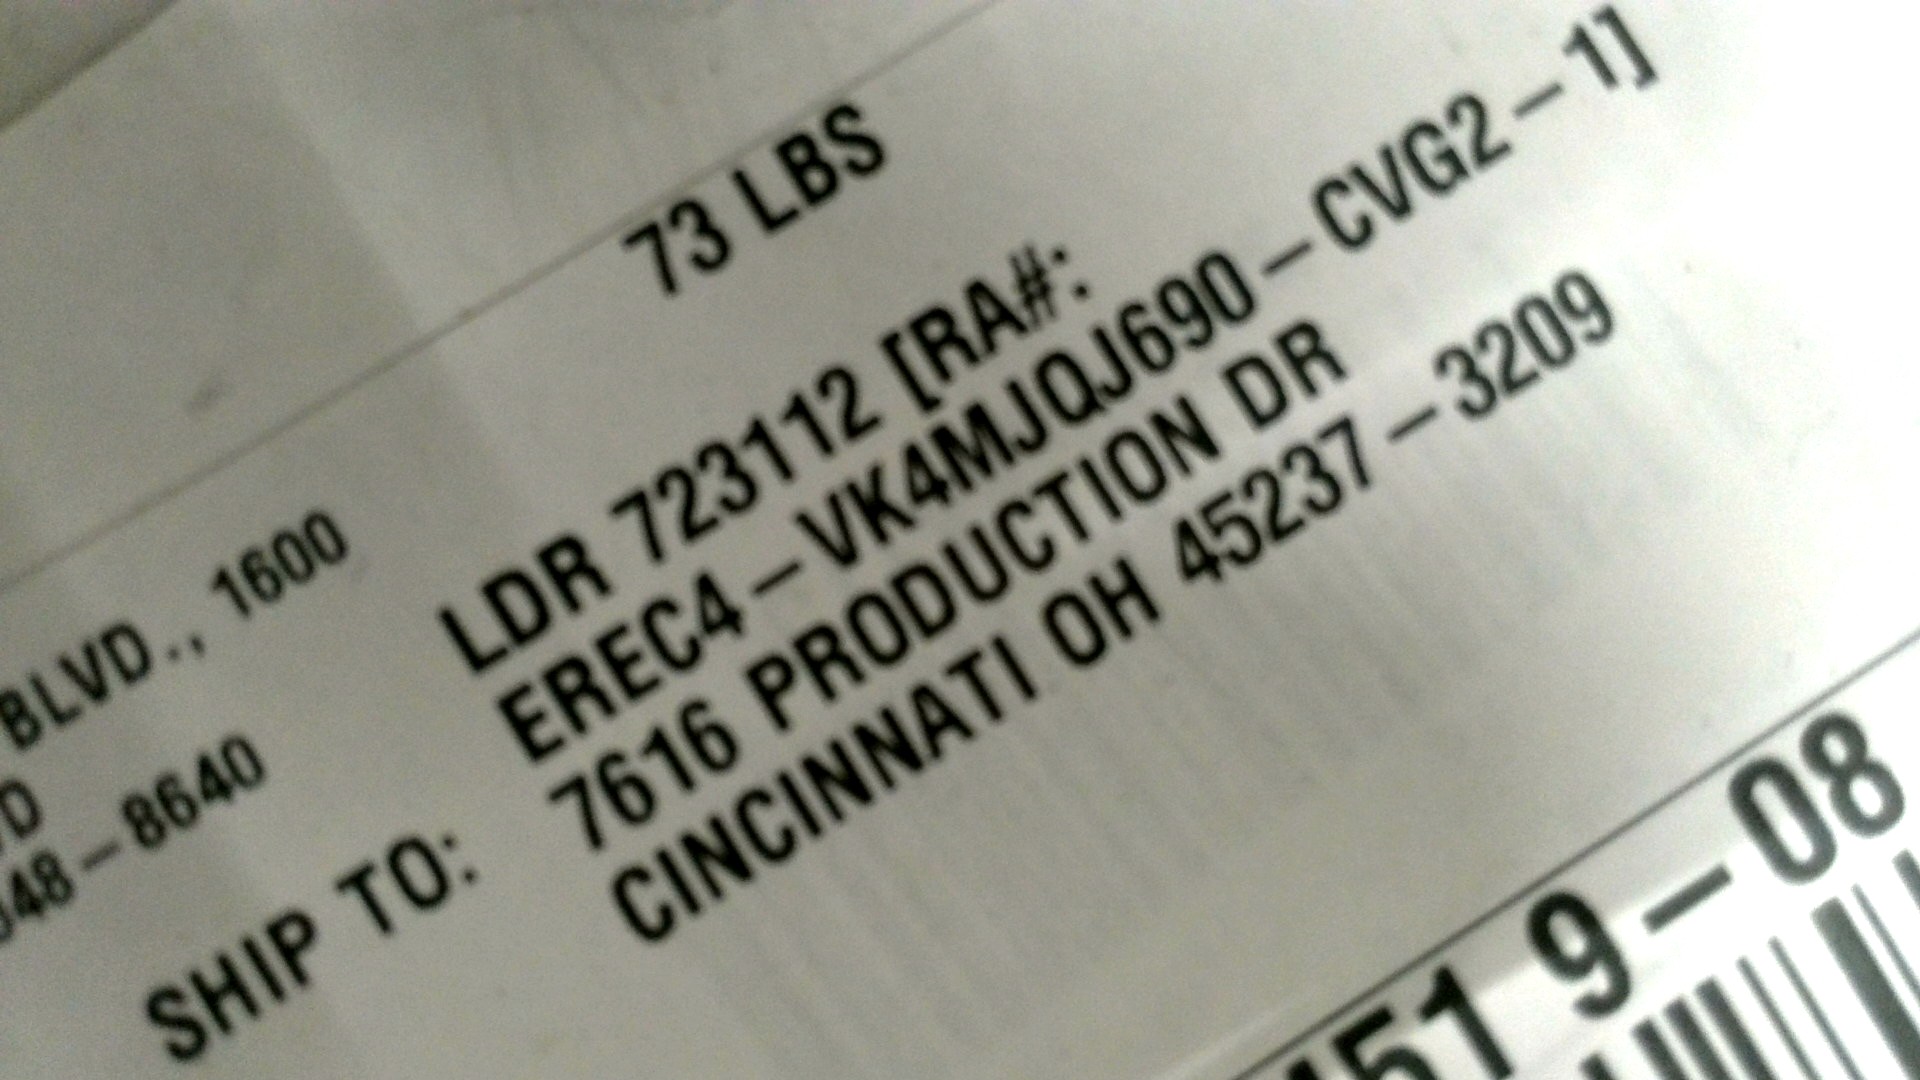 73 LBS
BLVD., 1600
48-8640
SHIP TO:
LDR 723112 [RA#:
EREC4-VK4MJQJ690-CVG2-1]
7616 PRODUCTION DR
CINCINNATI OH 45237-3209
51 9-08